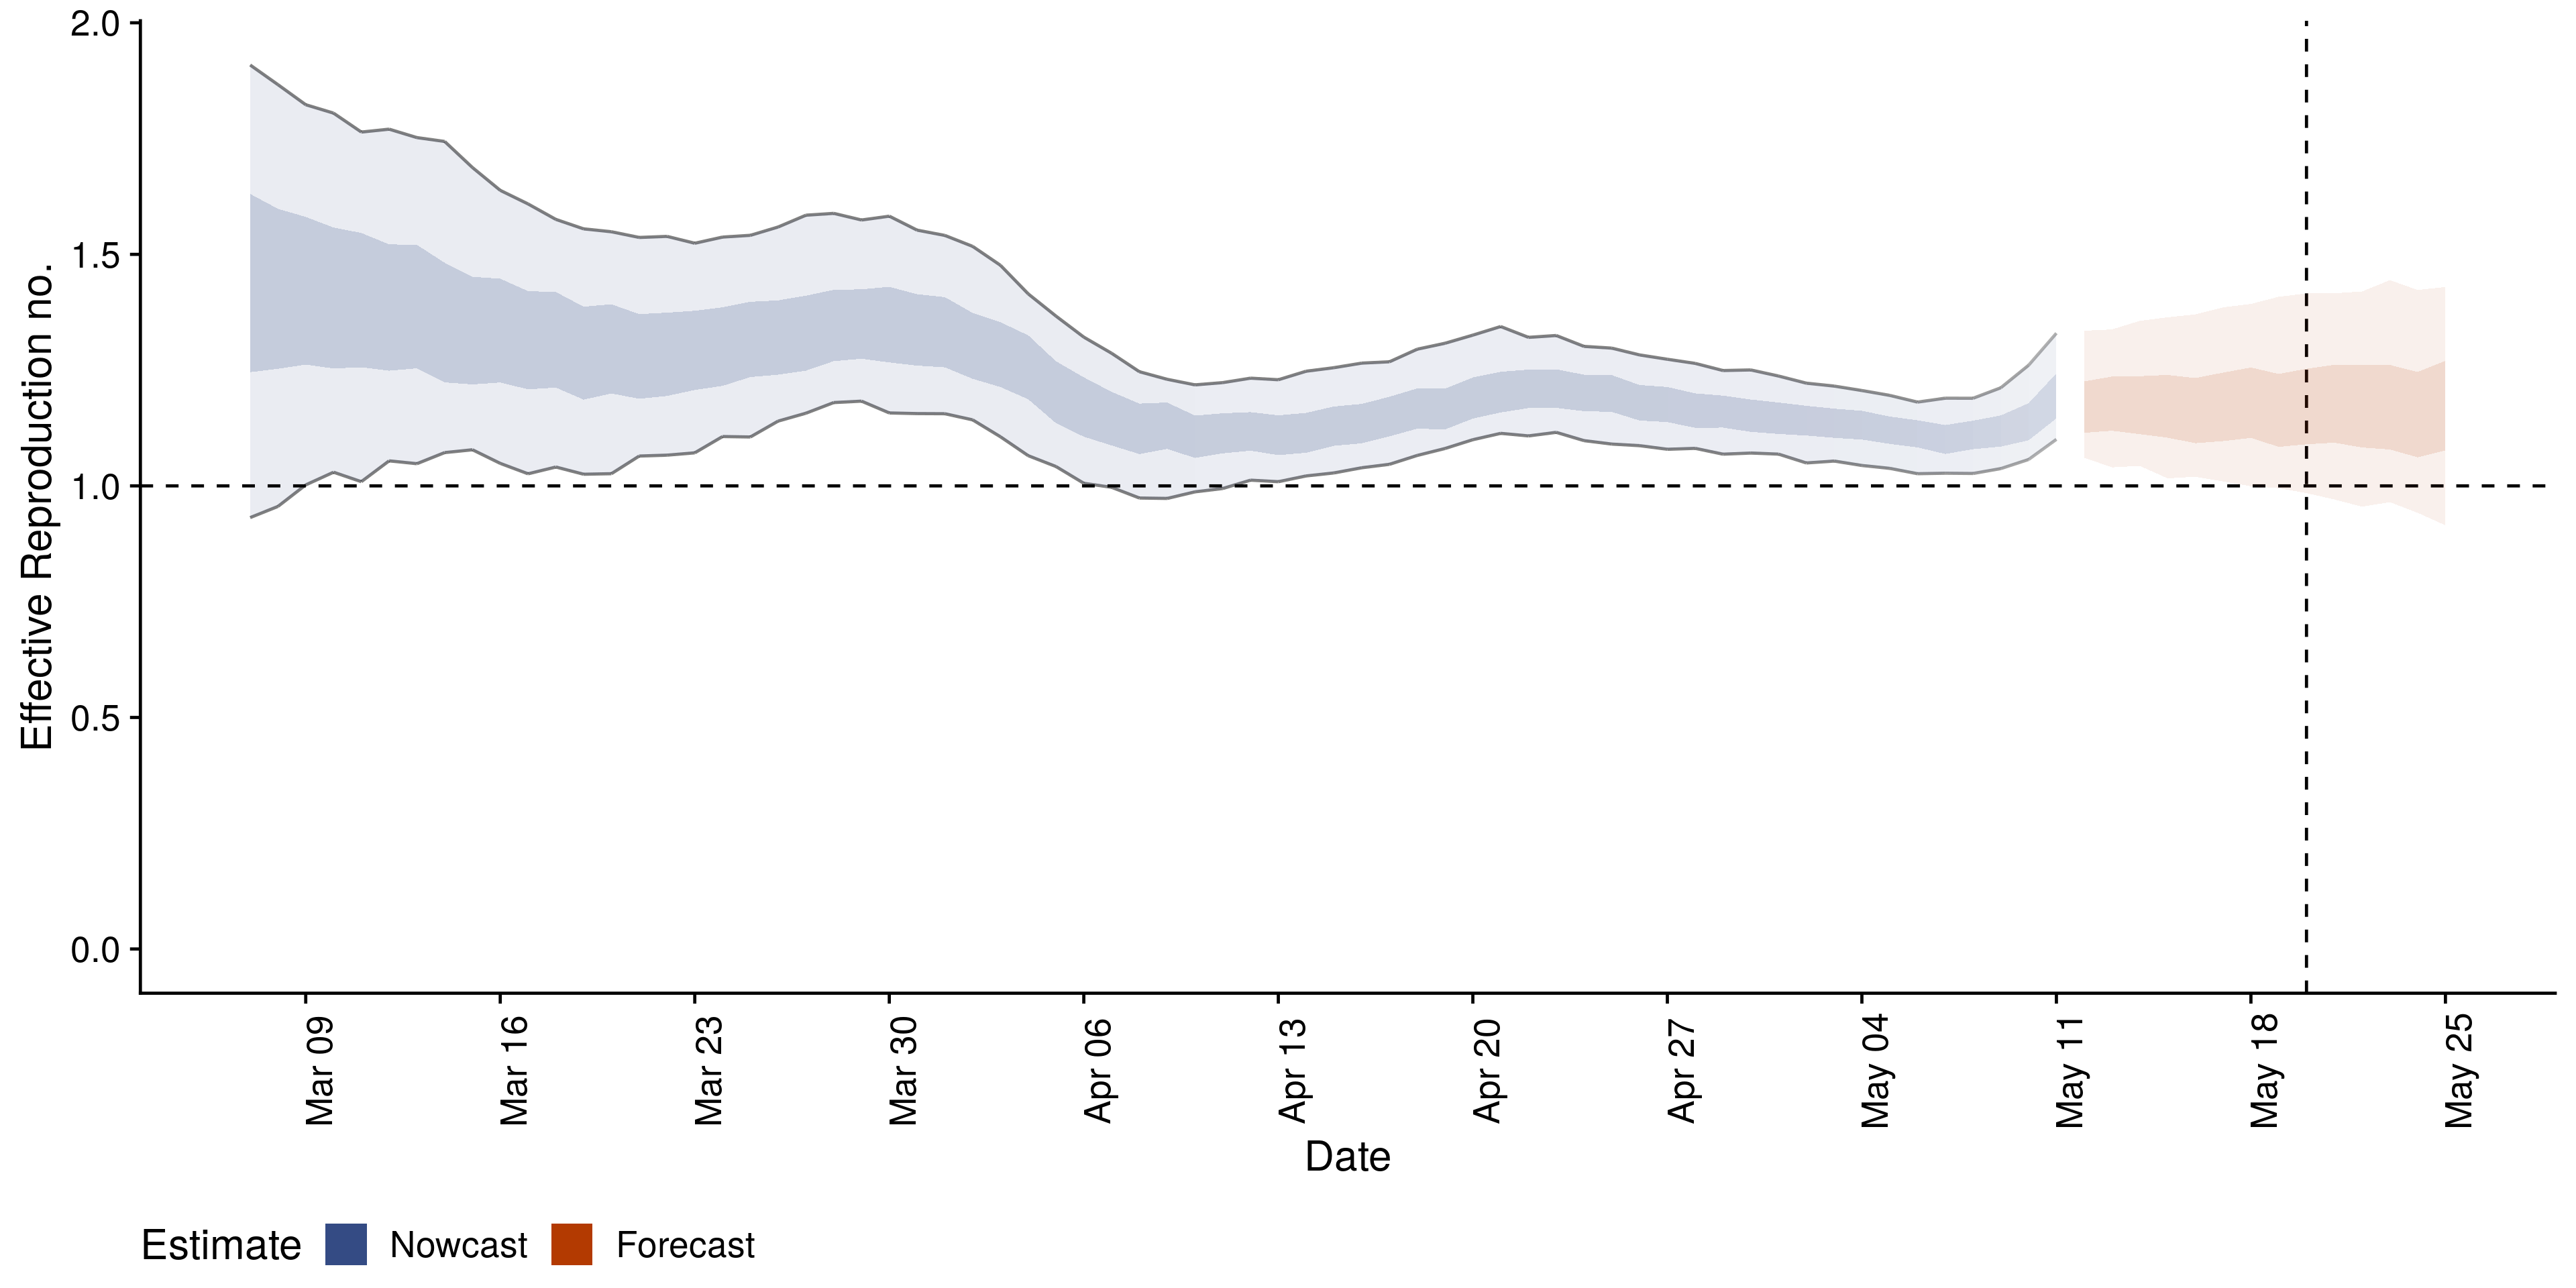 Effective Reproduction no.
2.0
1.5
1.0
0.5
0.0
Mar 09
Mar 16
Mar 23
Mar 30
Apr 06
Apr 13
Apr 20
Apr 27
May 04
May 11
May 18
May 25
Date
Estimate Nowcast Forecast